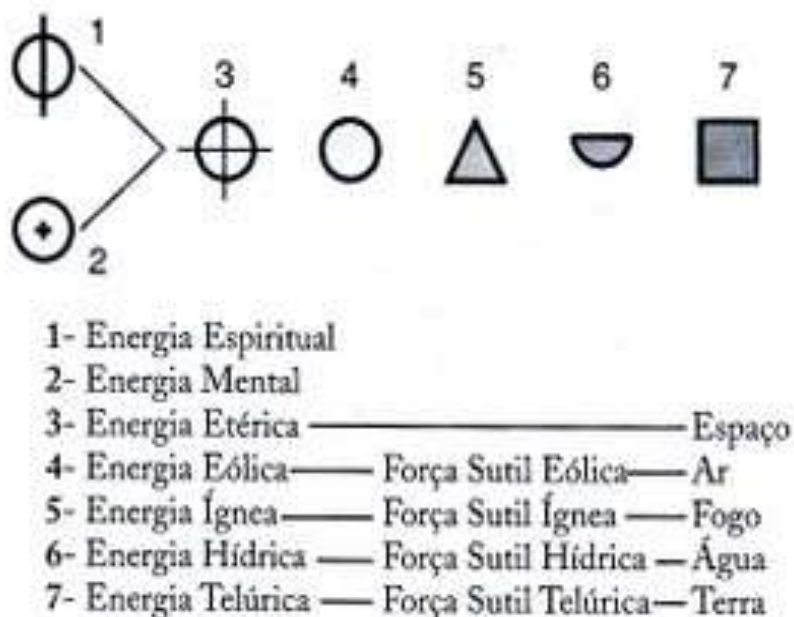 1
3 4 5 6 7
2
1- Energia Espiritual
2- Energia Mental
3- Energia Etérica Espaço
4- Energia Eólica Força Sutil Eólica Ar
5- Energia Ígnea Força Sutil Ígnea Fogo
6- Energia Hídrica Força Sutil Hídrica Água
7- Energia Telúrica Força Sutil Telúrica Terra